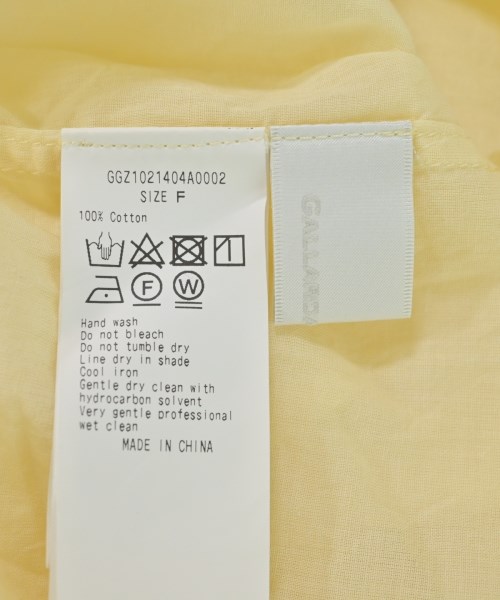 GGZ1021404A0002
SIZE F
100% Cotton
F
W
Hand wash
Do not bleach
Do not tumble dry
Line dry in shade
Cool iron
Gentle dry clean with
hydrocarbon solvent
Very gentle professional
wet clean
MADE IN CHINA